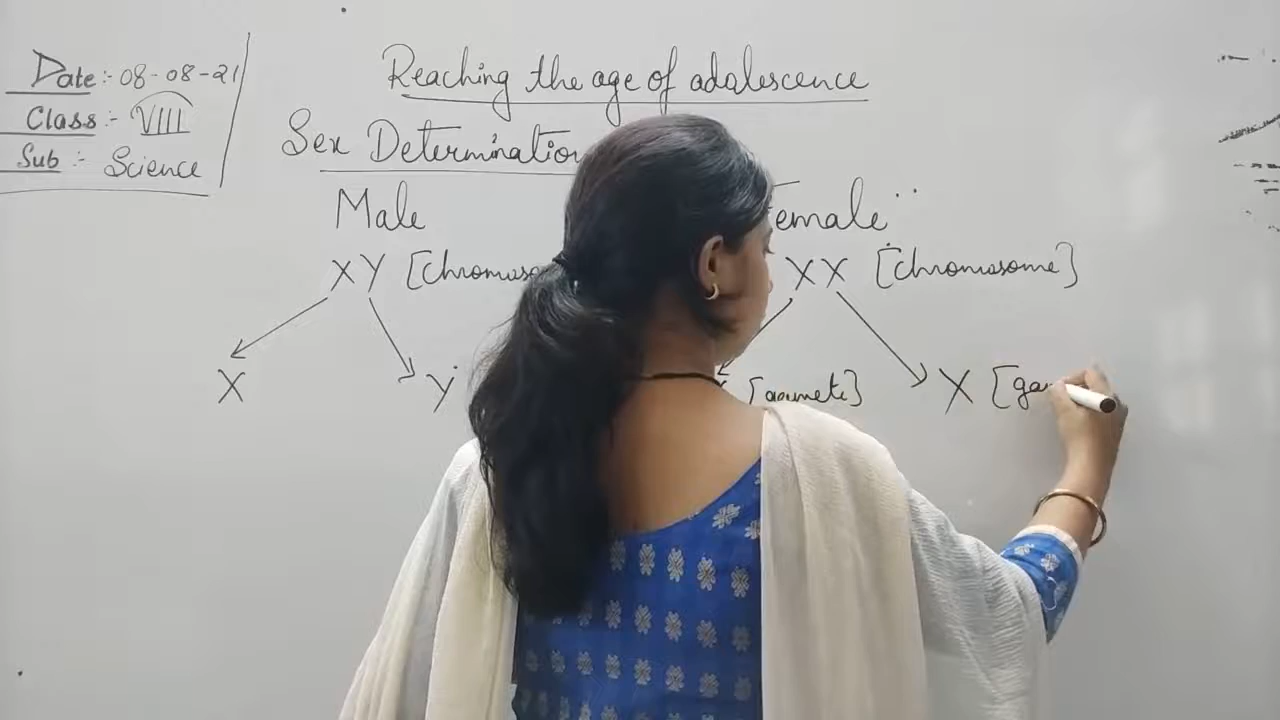 Date:- 08-08-21
Class:- VIII
Sub:- Science
Reaching the age of adalescence
Sex Determination
Male
XY [chromoso
X Y
emale
XX [chromosome]
[gamete]
X [ga